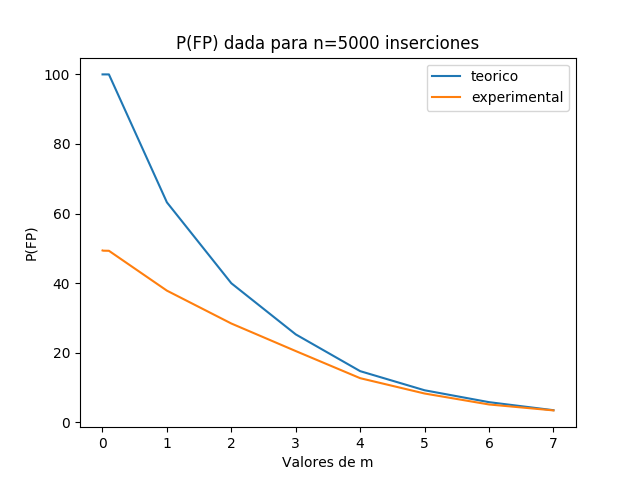 P(FP) dada para n=5000 inserciones
teorico
experimental
P(FP)
100
80
60
40
20
0
0 1 2 3 4 5 6 7
Valores de m